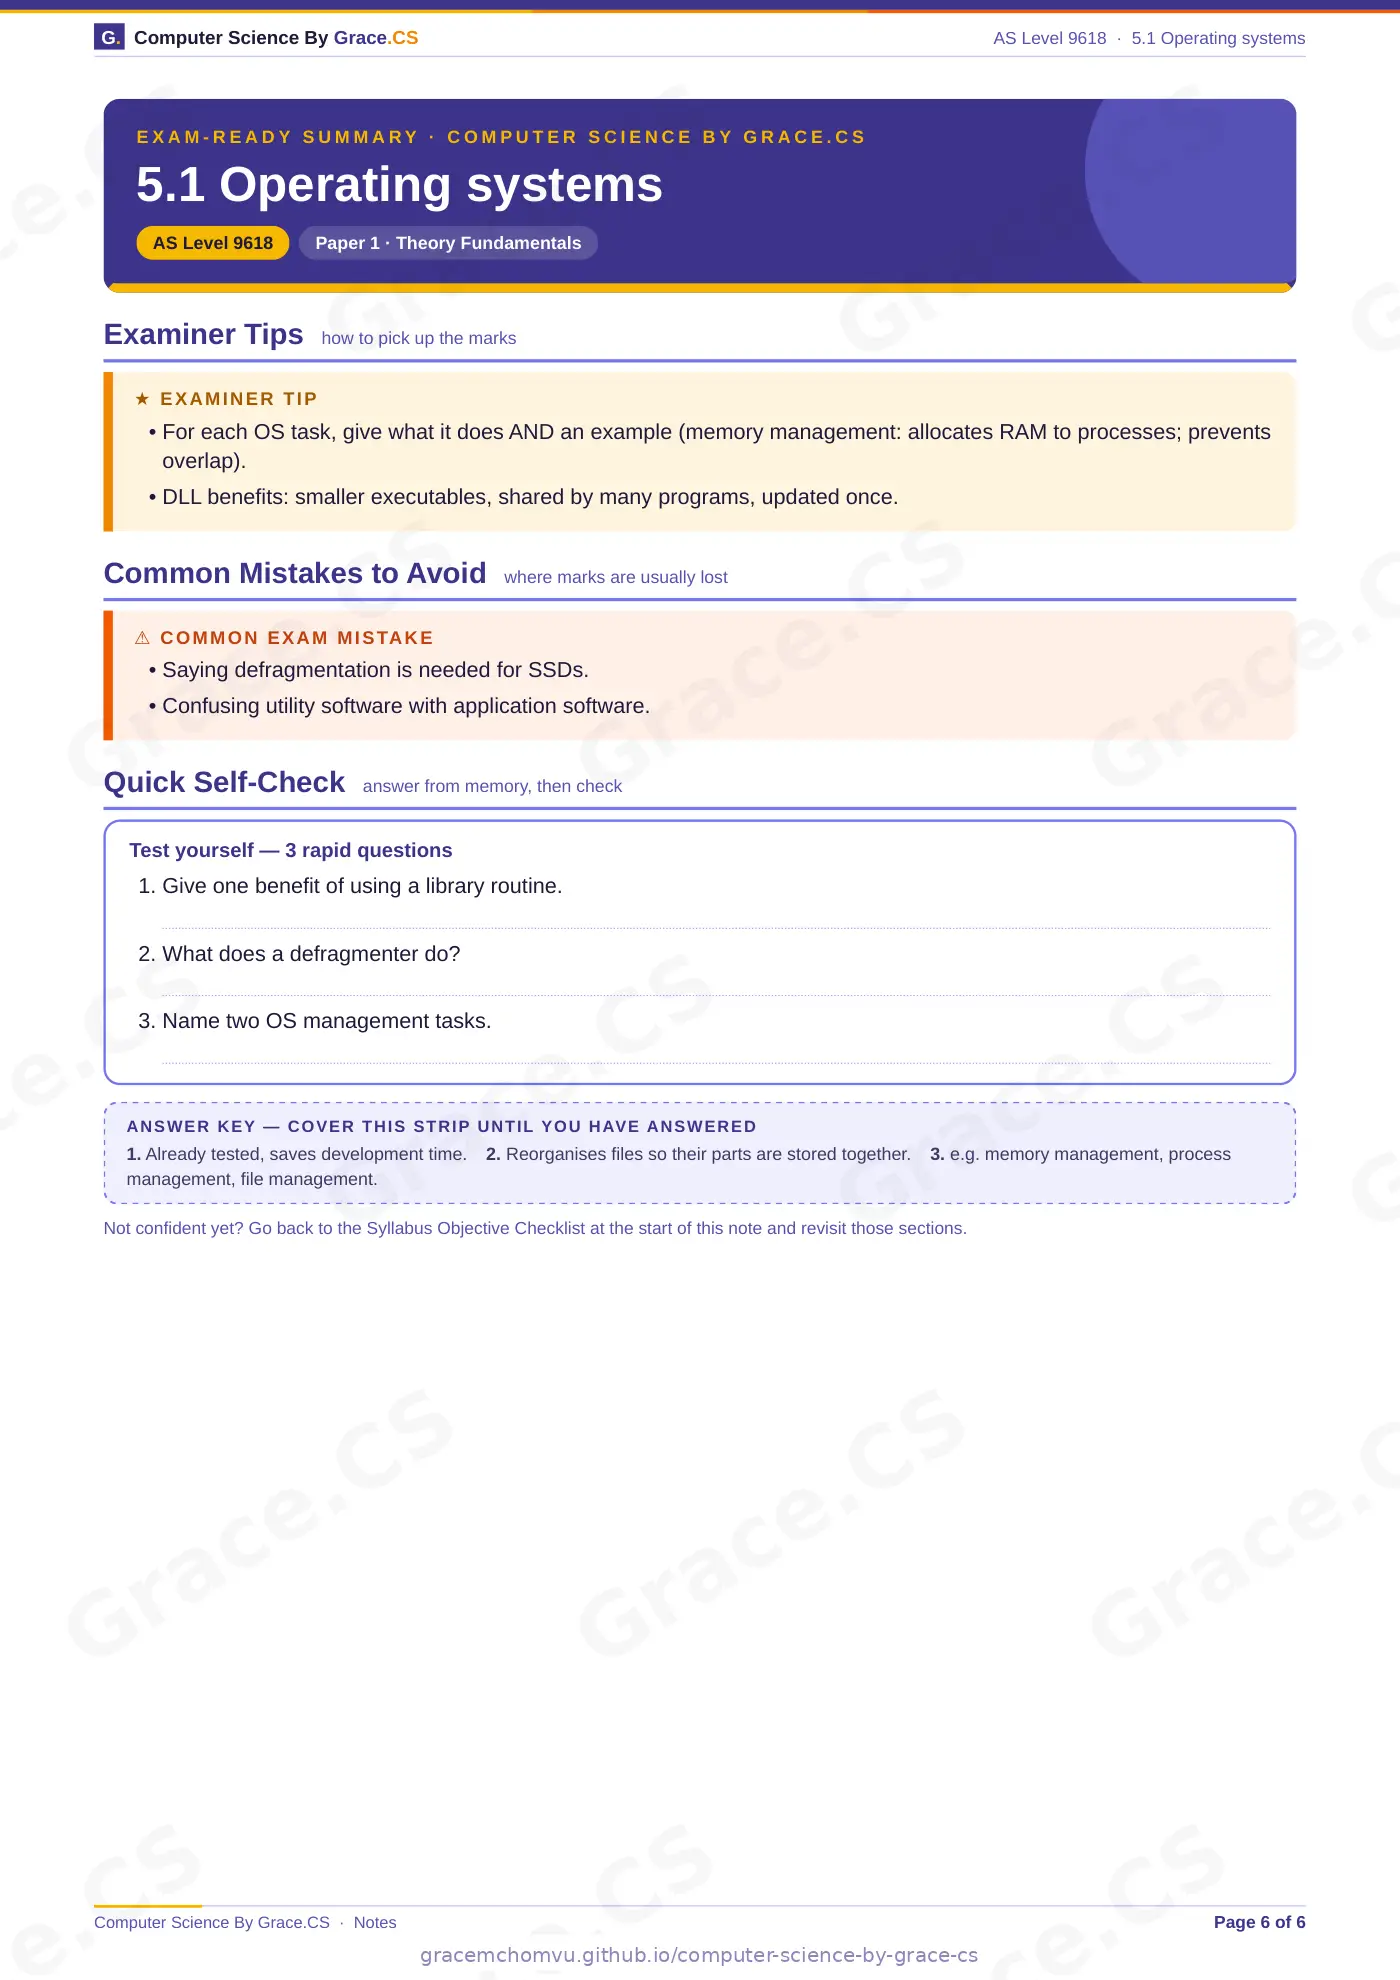 G. Computer Science By Grace.CS
AS Level 9618 · 5.1 Operating systems
EXAM-READY SUMMARY · COMPUTER SCIENCE BY GRACE.CS
5.1 Operating systems
AS Level 9618
Paper 1 · Theory Fundamentals
Examiner Tips how to pick up the marks
★ EXAMINER TIP
• For each OS task, give what it does AND an example (memory management: allocates RAM to processes; prevents
overlap).
• DLL benefits: smaller executables, shared by many programs, updated once.
Common Mistakes to Avoid where marks are usually lost
⚠ COMMON EXAM MISTAKE
• Saying defragmentation is needed for SSDs.
• Confusing utility software with application software.
Quick Self-Check answer from memory, then check
Test yourself — 3 rapid questions
1. Give one benefit of using a library routine.
2. What does a defragmenter do?
3. Name two OS management tasks.
ANSWER KEY — COVER THIS STRIP UNTIL YOU HAVE ANSWERED
1. Already tested, saves development time. 2. Reorganises files so their parts are stored together. 3. e.g. memory management, process
management, file management.
Not confident yet? Go back to the Syllabus Objective Checklist at the start of this note and revisit those sections.
Computer Science By Grace.CS · Notes
Page 6 of 6
gracemchomvu.github.io/computer-science-by-grace-cs